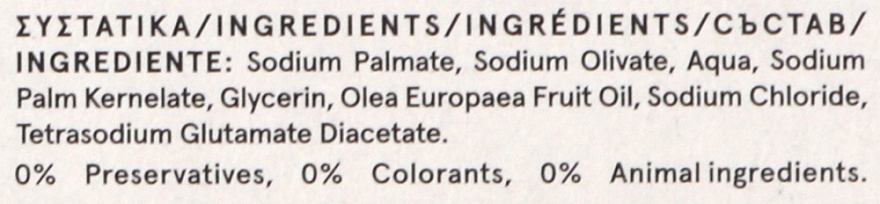 ΣΥΣΤΑΤΙΚΑ/INGREDIENTS/INGRÉDIENTS/СЪСТАВ/
INGREDIENTE: Sodium Palmate, Sodium Olivate, Aqua, Sodium
Palm Kernelate, Glycerin, Olea Europaea Fruit Oil, Sodium Chloride,
Tetrasodium Glutamate Diacetate.
0% Preservatives, 0% Colorants, 0% Animal ingredients.